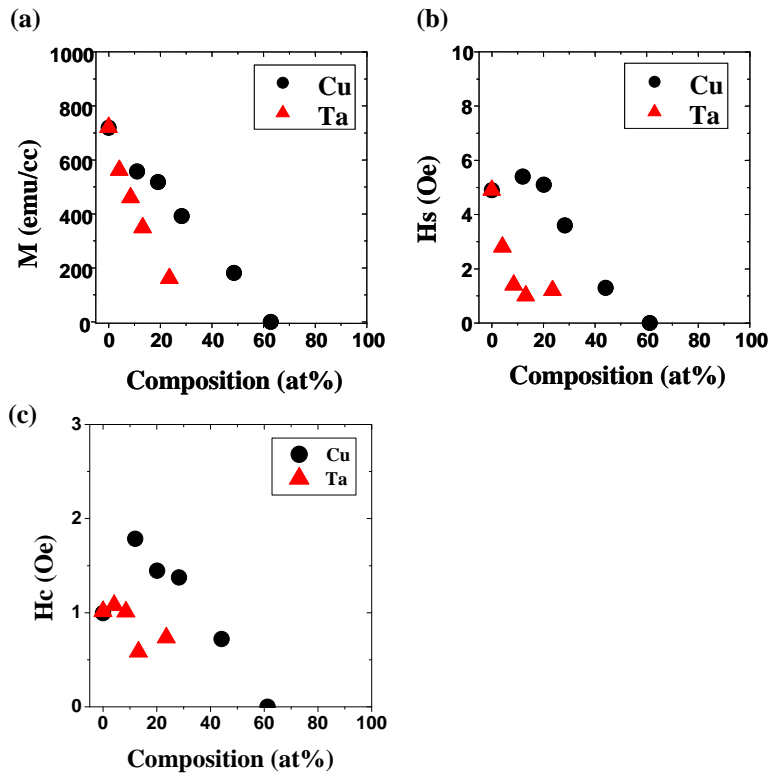 (a)
1000
800
600
400
200
0
M (emu/cc)
Cu
Ta
0 20 40 60 80 100
Composition (at%)
(b)
10
8
6
4
2
0
Hs (Oe)
Cu
Ta
0 20 40 60 80 100
Composition (at%)
(c)
3
2
1
0
Hc (Oe)
Cu
Ta
0 20 40 60 80 100
Composition (at%)